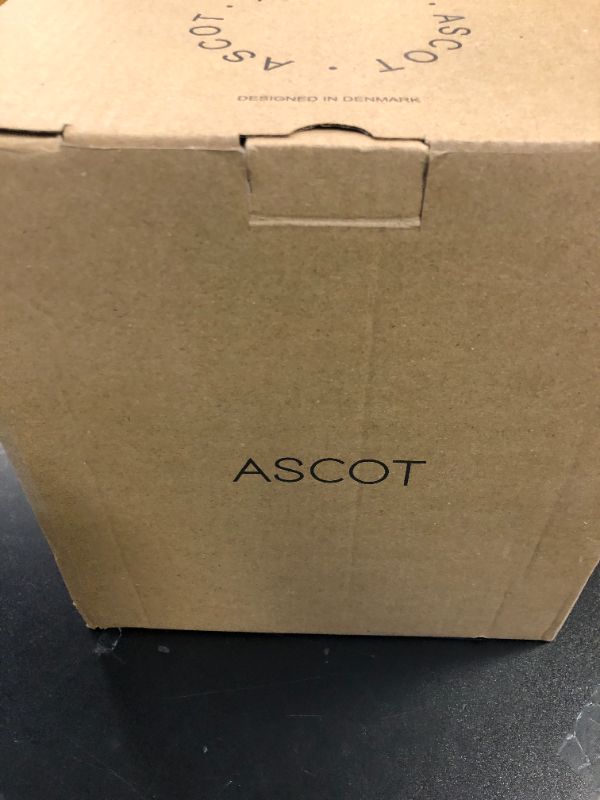 ASCOT · ASCOT ·
DESIGNED IN DENMARK
ASCOT